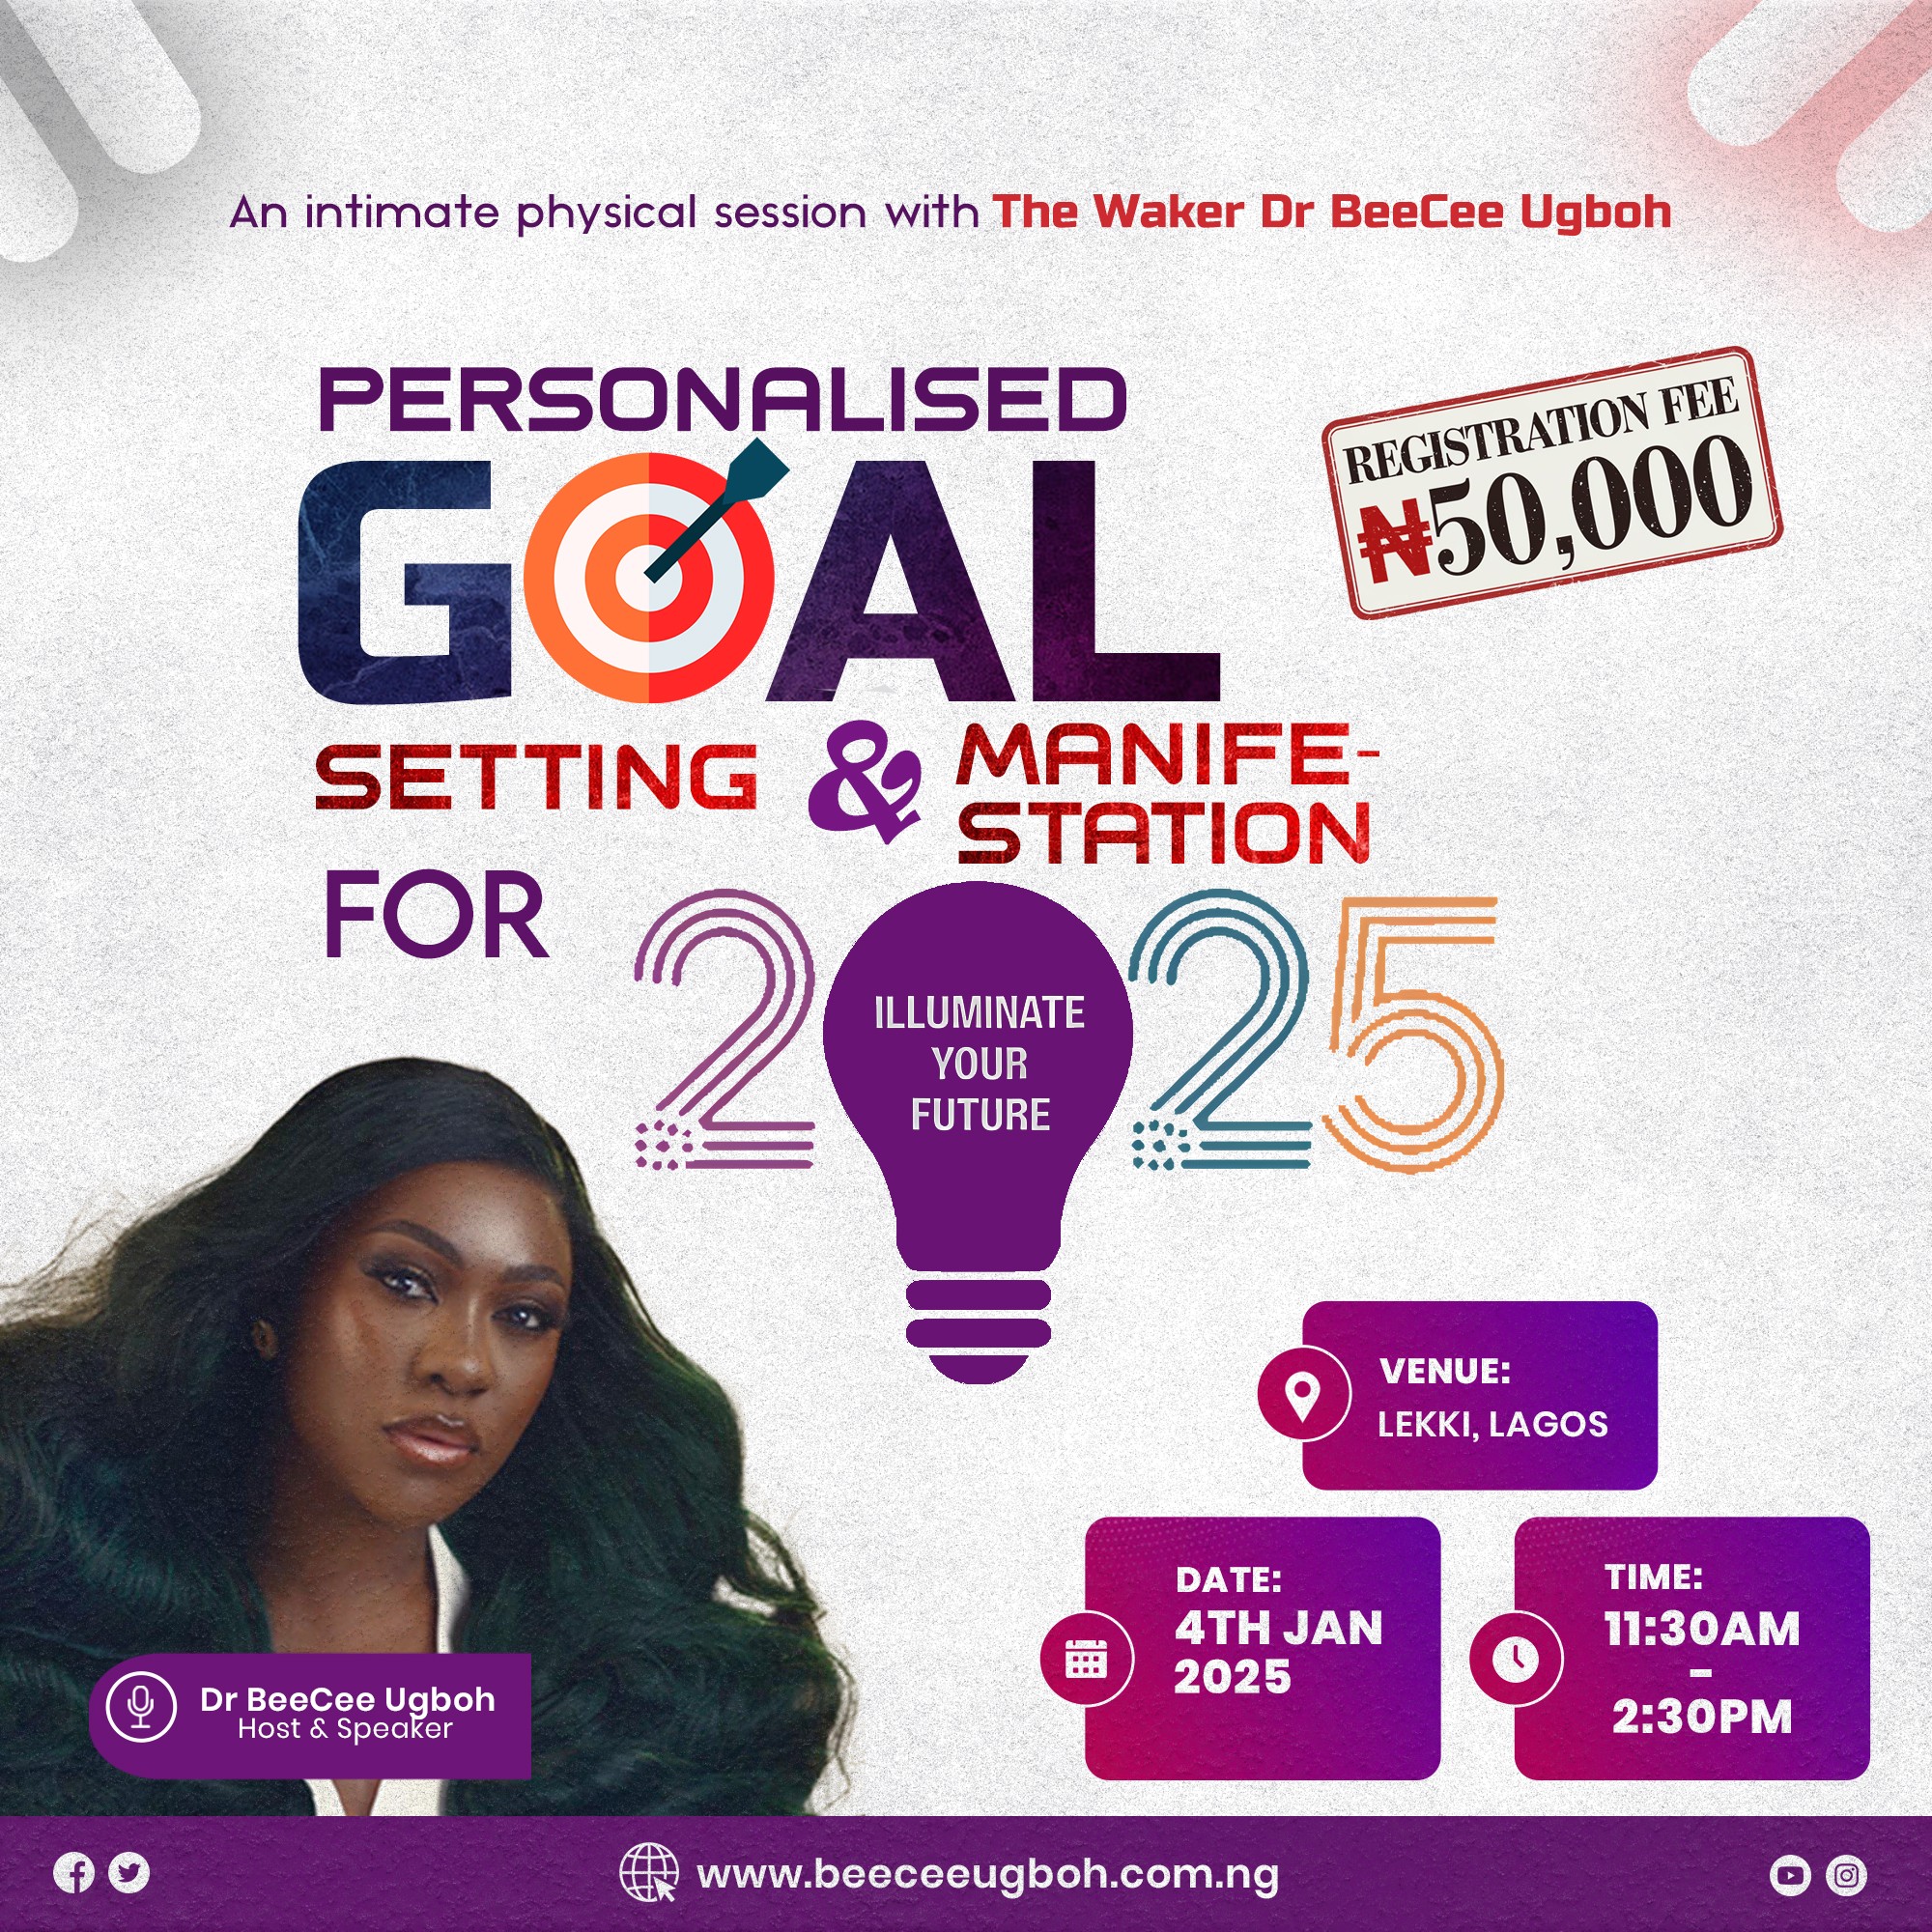 An intimate physical session with The Waker Dr BeeCee Ugboh
PERSONALISED
GOAL
SETTING & MANIFE-
STATION
FOR 2025
ILLUMINATE
YOUR
FUTURE
REGISTRATION FEE
₦50,000
VENUE:
LEKKI, LAGOS
DATE:
4TH JAN
2025
TIME:
11:30AM
–
2:30PM
Dr BeeCee Ugboh
Host & Speaker
www.beeceeugboh.com.ng